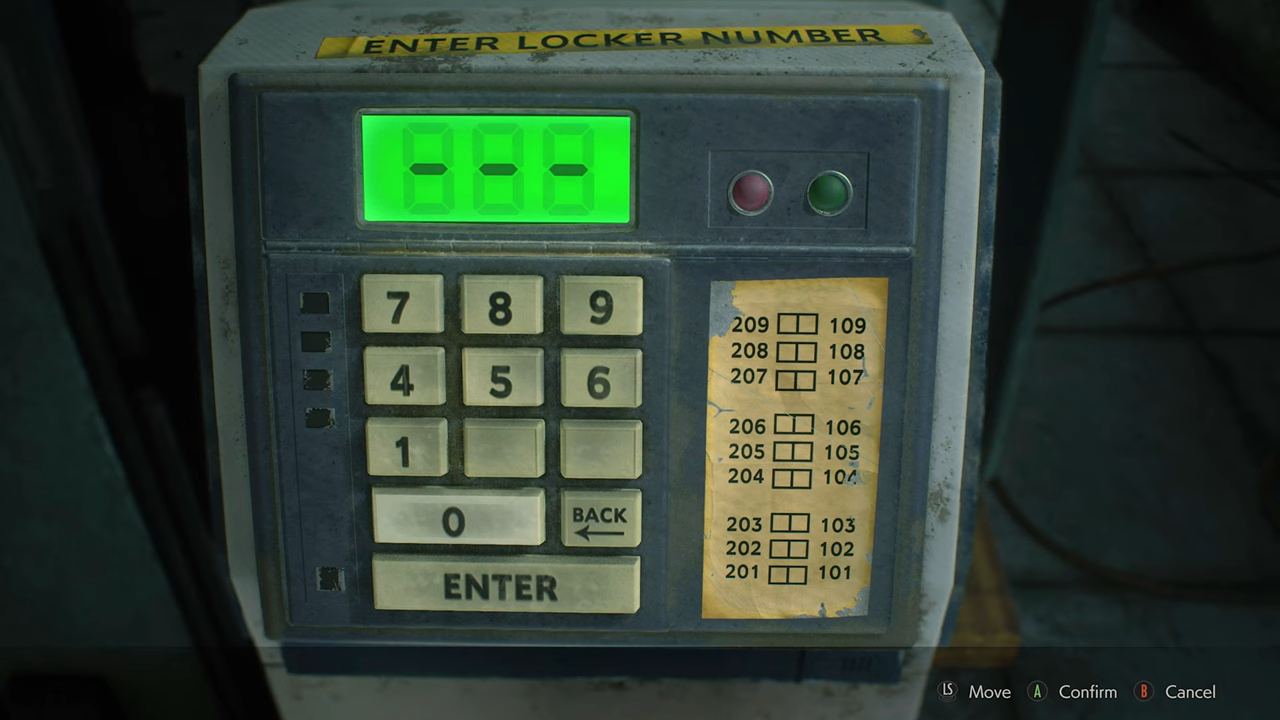 ENTER LOCKER NUMBER
- - -
7 8 9
4 5 6
1
0 BACK
ENTER
209 109
208 108
207 107
206 106
205 105
204 104
203 103
202 102
201 101
LS Move A Confirm B Cancel